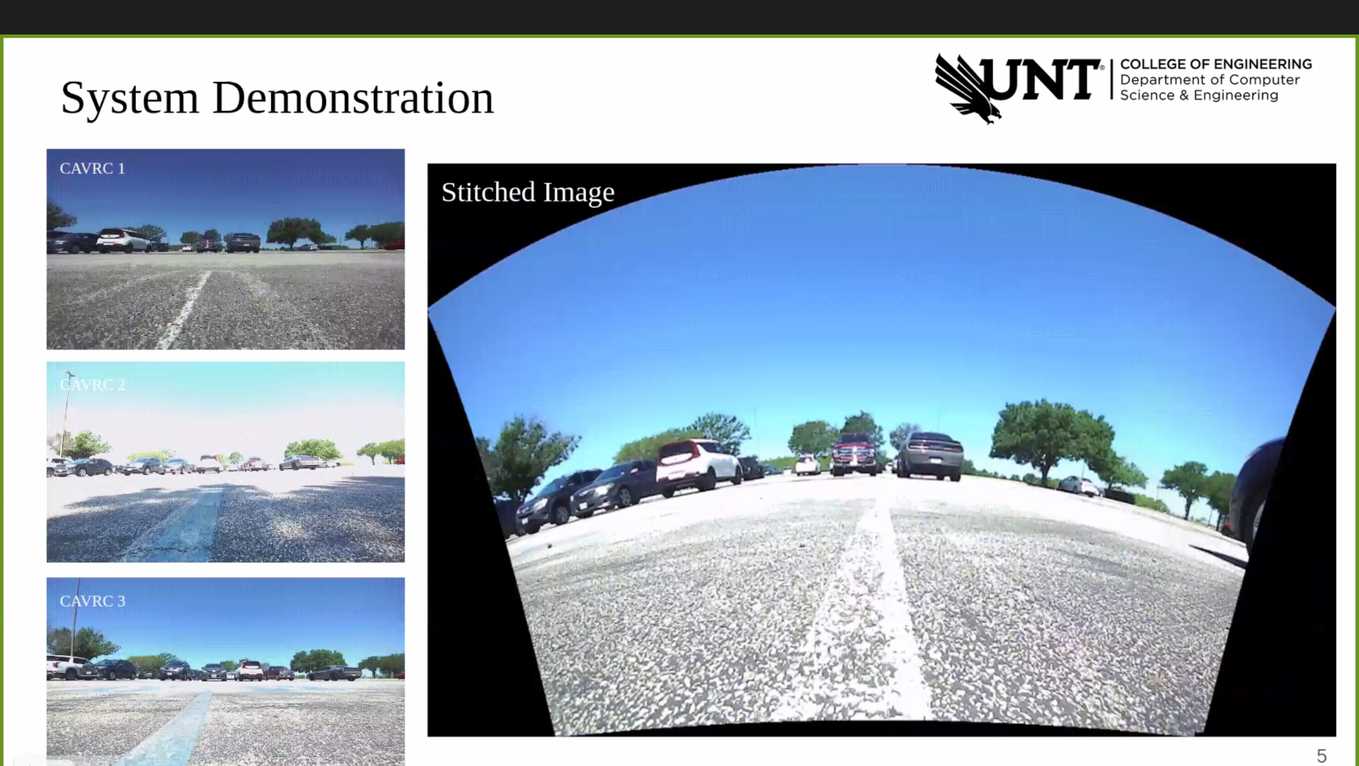 System Demonstration
UNT®
COLLEGE OF ENGINEERING
Department of Computer
Science & Engineering
CAVRC 1
CAVRC 2
CAVRC 3
Stitched Image
5